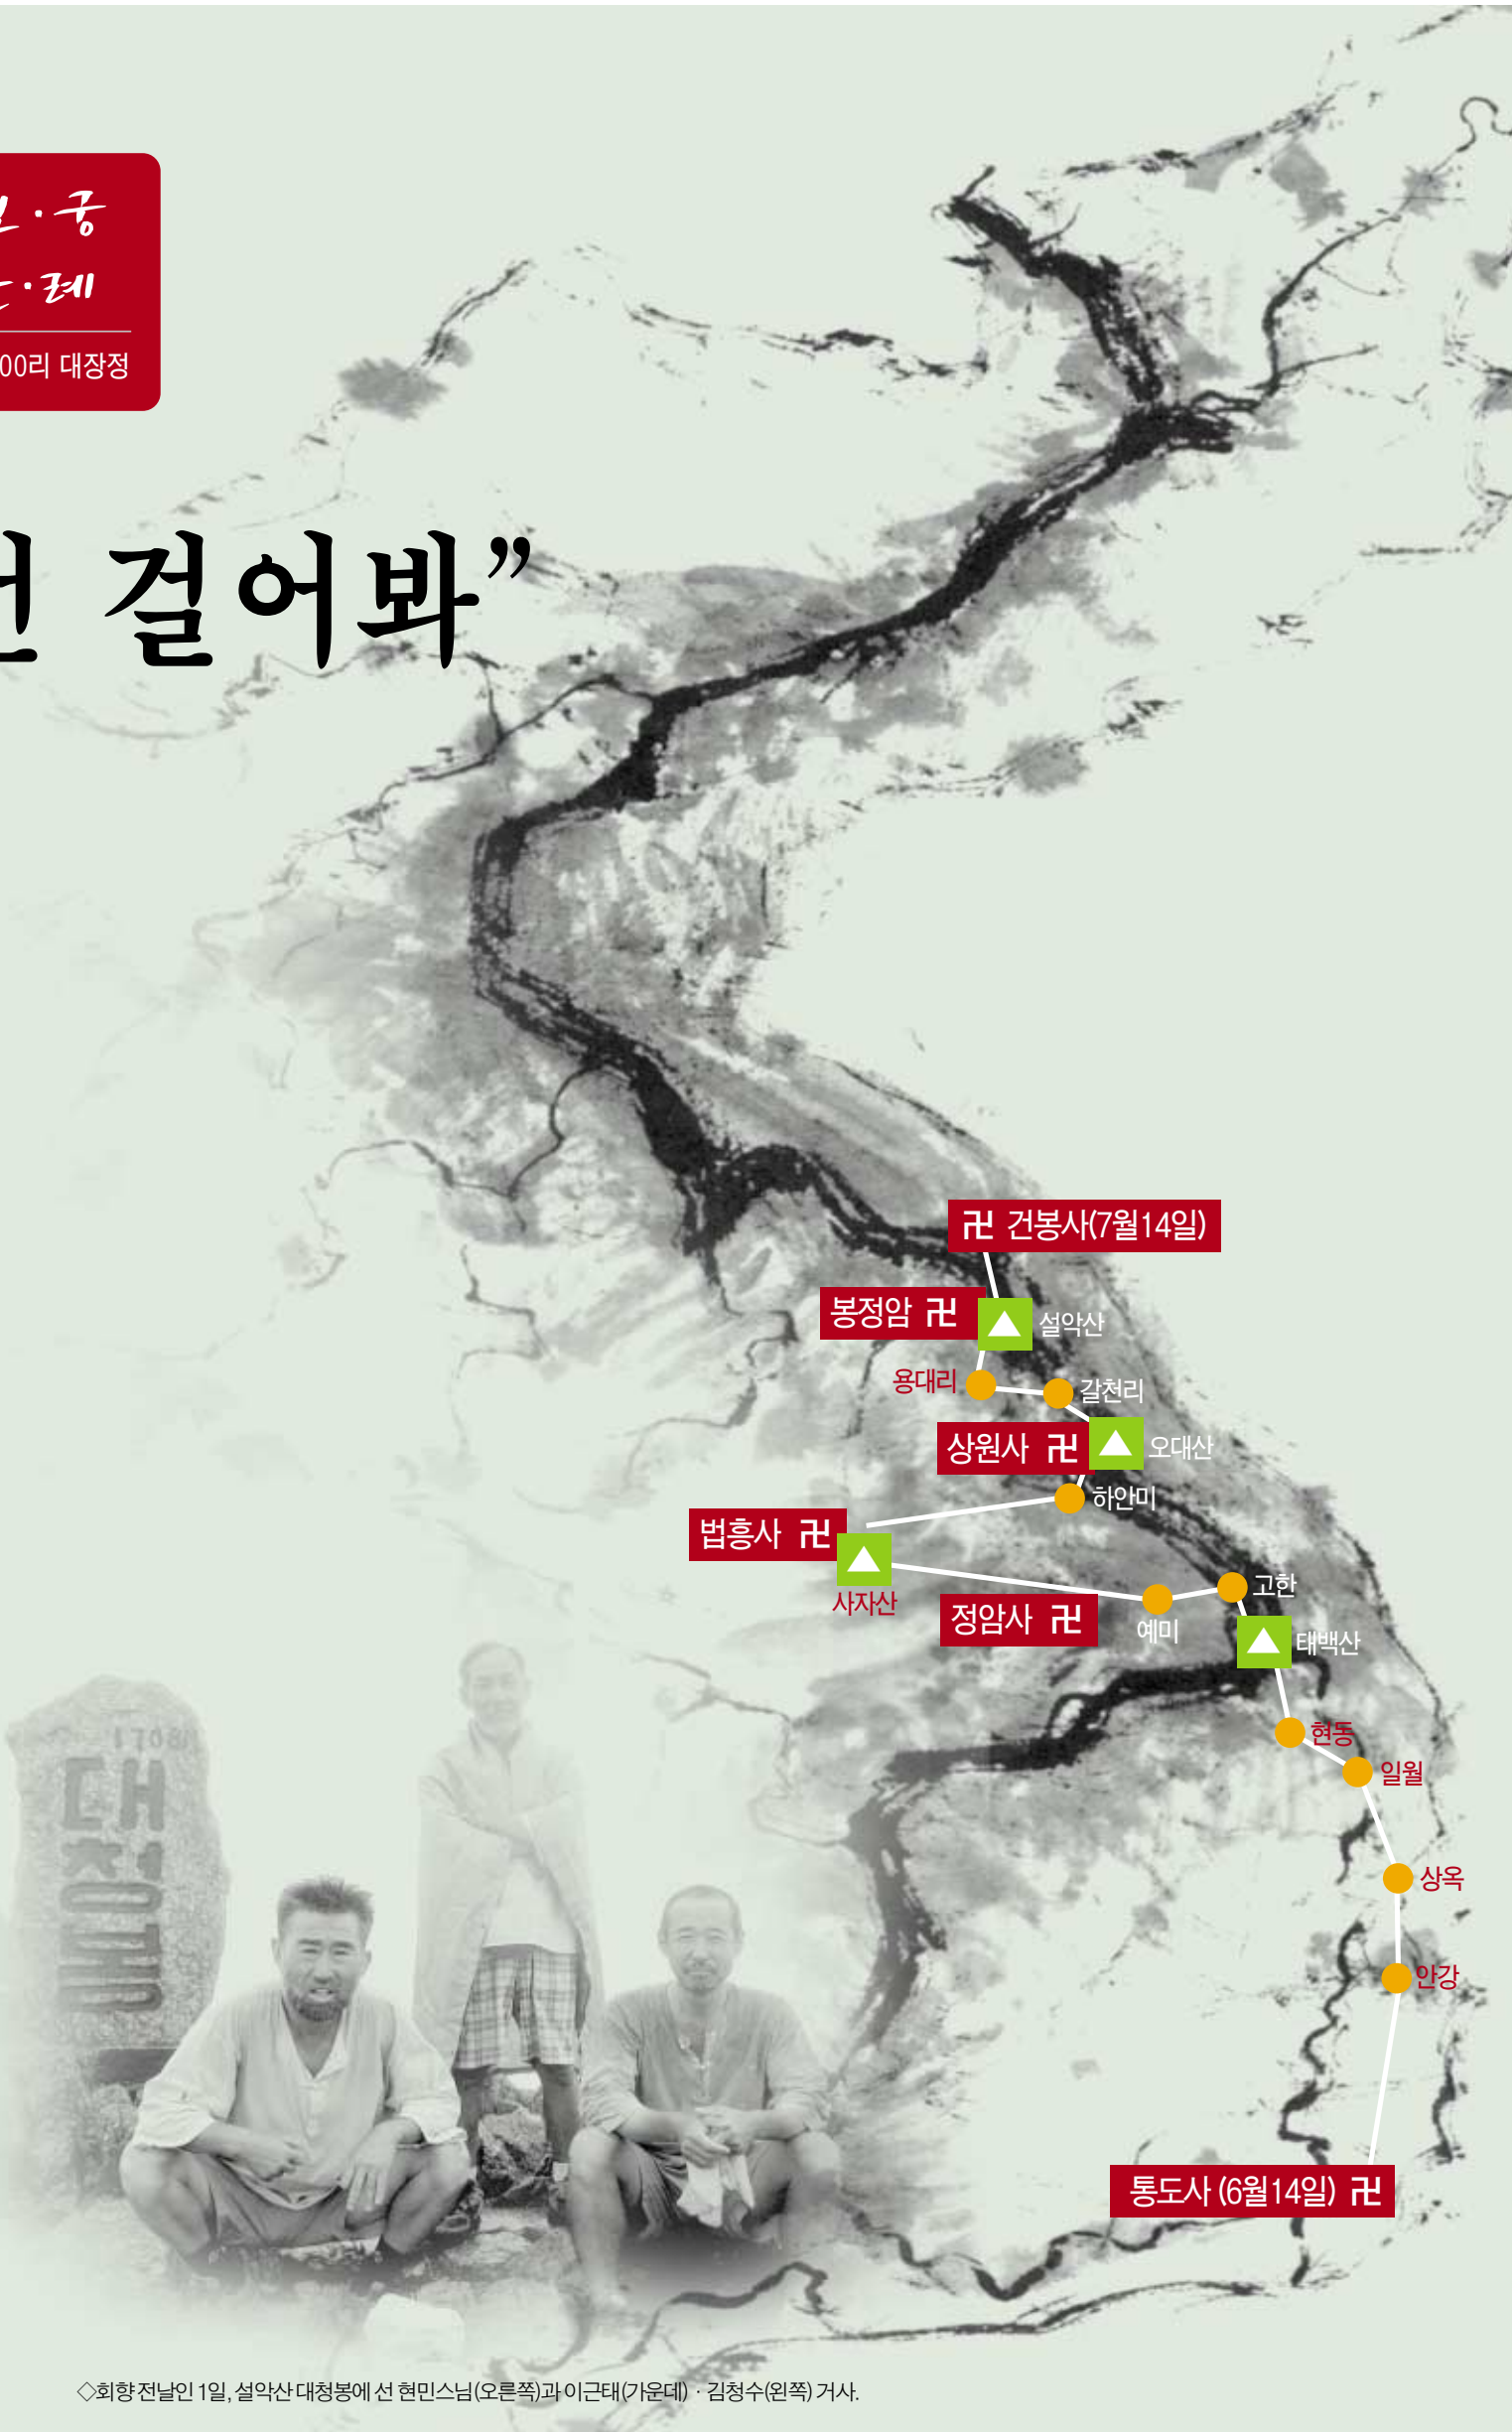 ·궁
·례
00리 대장정
걸어봐”
卍 건봉사(7월14일)
봉정암 卍
설악산
용대리
갈천리
상원사 卍
오대산
하안미
법흥사 卍
사자산
정암사 卍
예미
고한
태백산
현동
일월
상옥
안강
통도사 (6월14일) 卍
1708
대청봉
◇회향 전날인 1일, 설악산 대청봉에 선 현민스님(오른쪽)과 이근태(가운데) · 김청수(왼쪽) 거사.